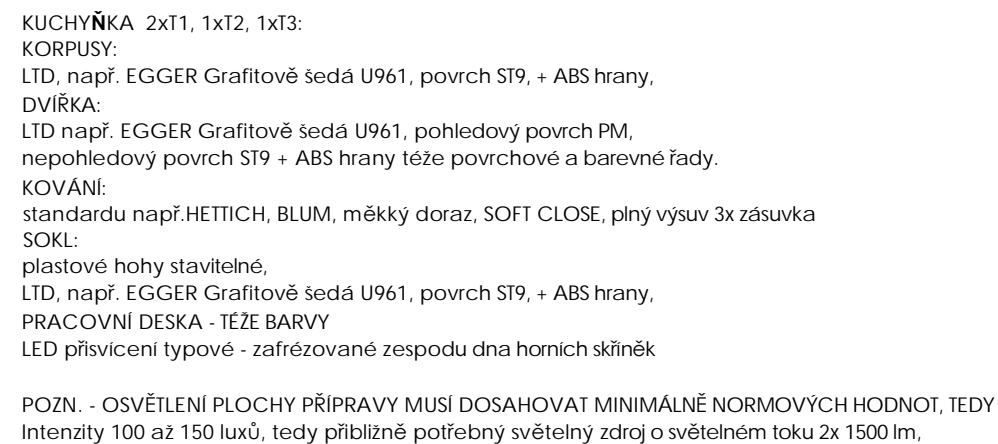 KUCHYŇKA 2xT1, 1xT2, 1xT3:
KORPUSY:
LTD, např. EGGER Grafitově šedá U961, povrch ST9, + ABS hrany,
DVÍŘKA:
LTD např. EGGER Grafitově šedá U961, pohledový povrch PM,
nepohledový povrch ST9 + ABS hrany téže povrchové a barevné řady.
KOVÁNÍ:
standardu např.HETTICH, BLUM, měkký doraz, SOFT CLOSE, plný výsuv 3x zásuvka
SOKL:
plastové hohy stavitelné,
LTD, např. EGGER Grafitově šedá U961, povrch ST9, + ABS hrany,
PRACOVNÍ DESKA - TÉŽE BARVY
LED přisvícení typové - zafrézované zespodu dna horních skříněk
POZN. - OSVĚTLENÍ PLOCHY PŘÍPRAVY MUSÍ DOSAHOVAT MINIMÁLNĚ NORMOVÝCH HODNOT, TEDY
Intenzity 100 až 150 luxů, tedy přibližně potřebný světelný zdroj o světelném toku 2x 1500 lm,